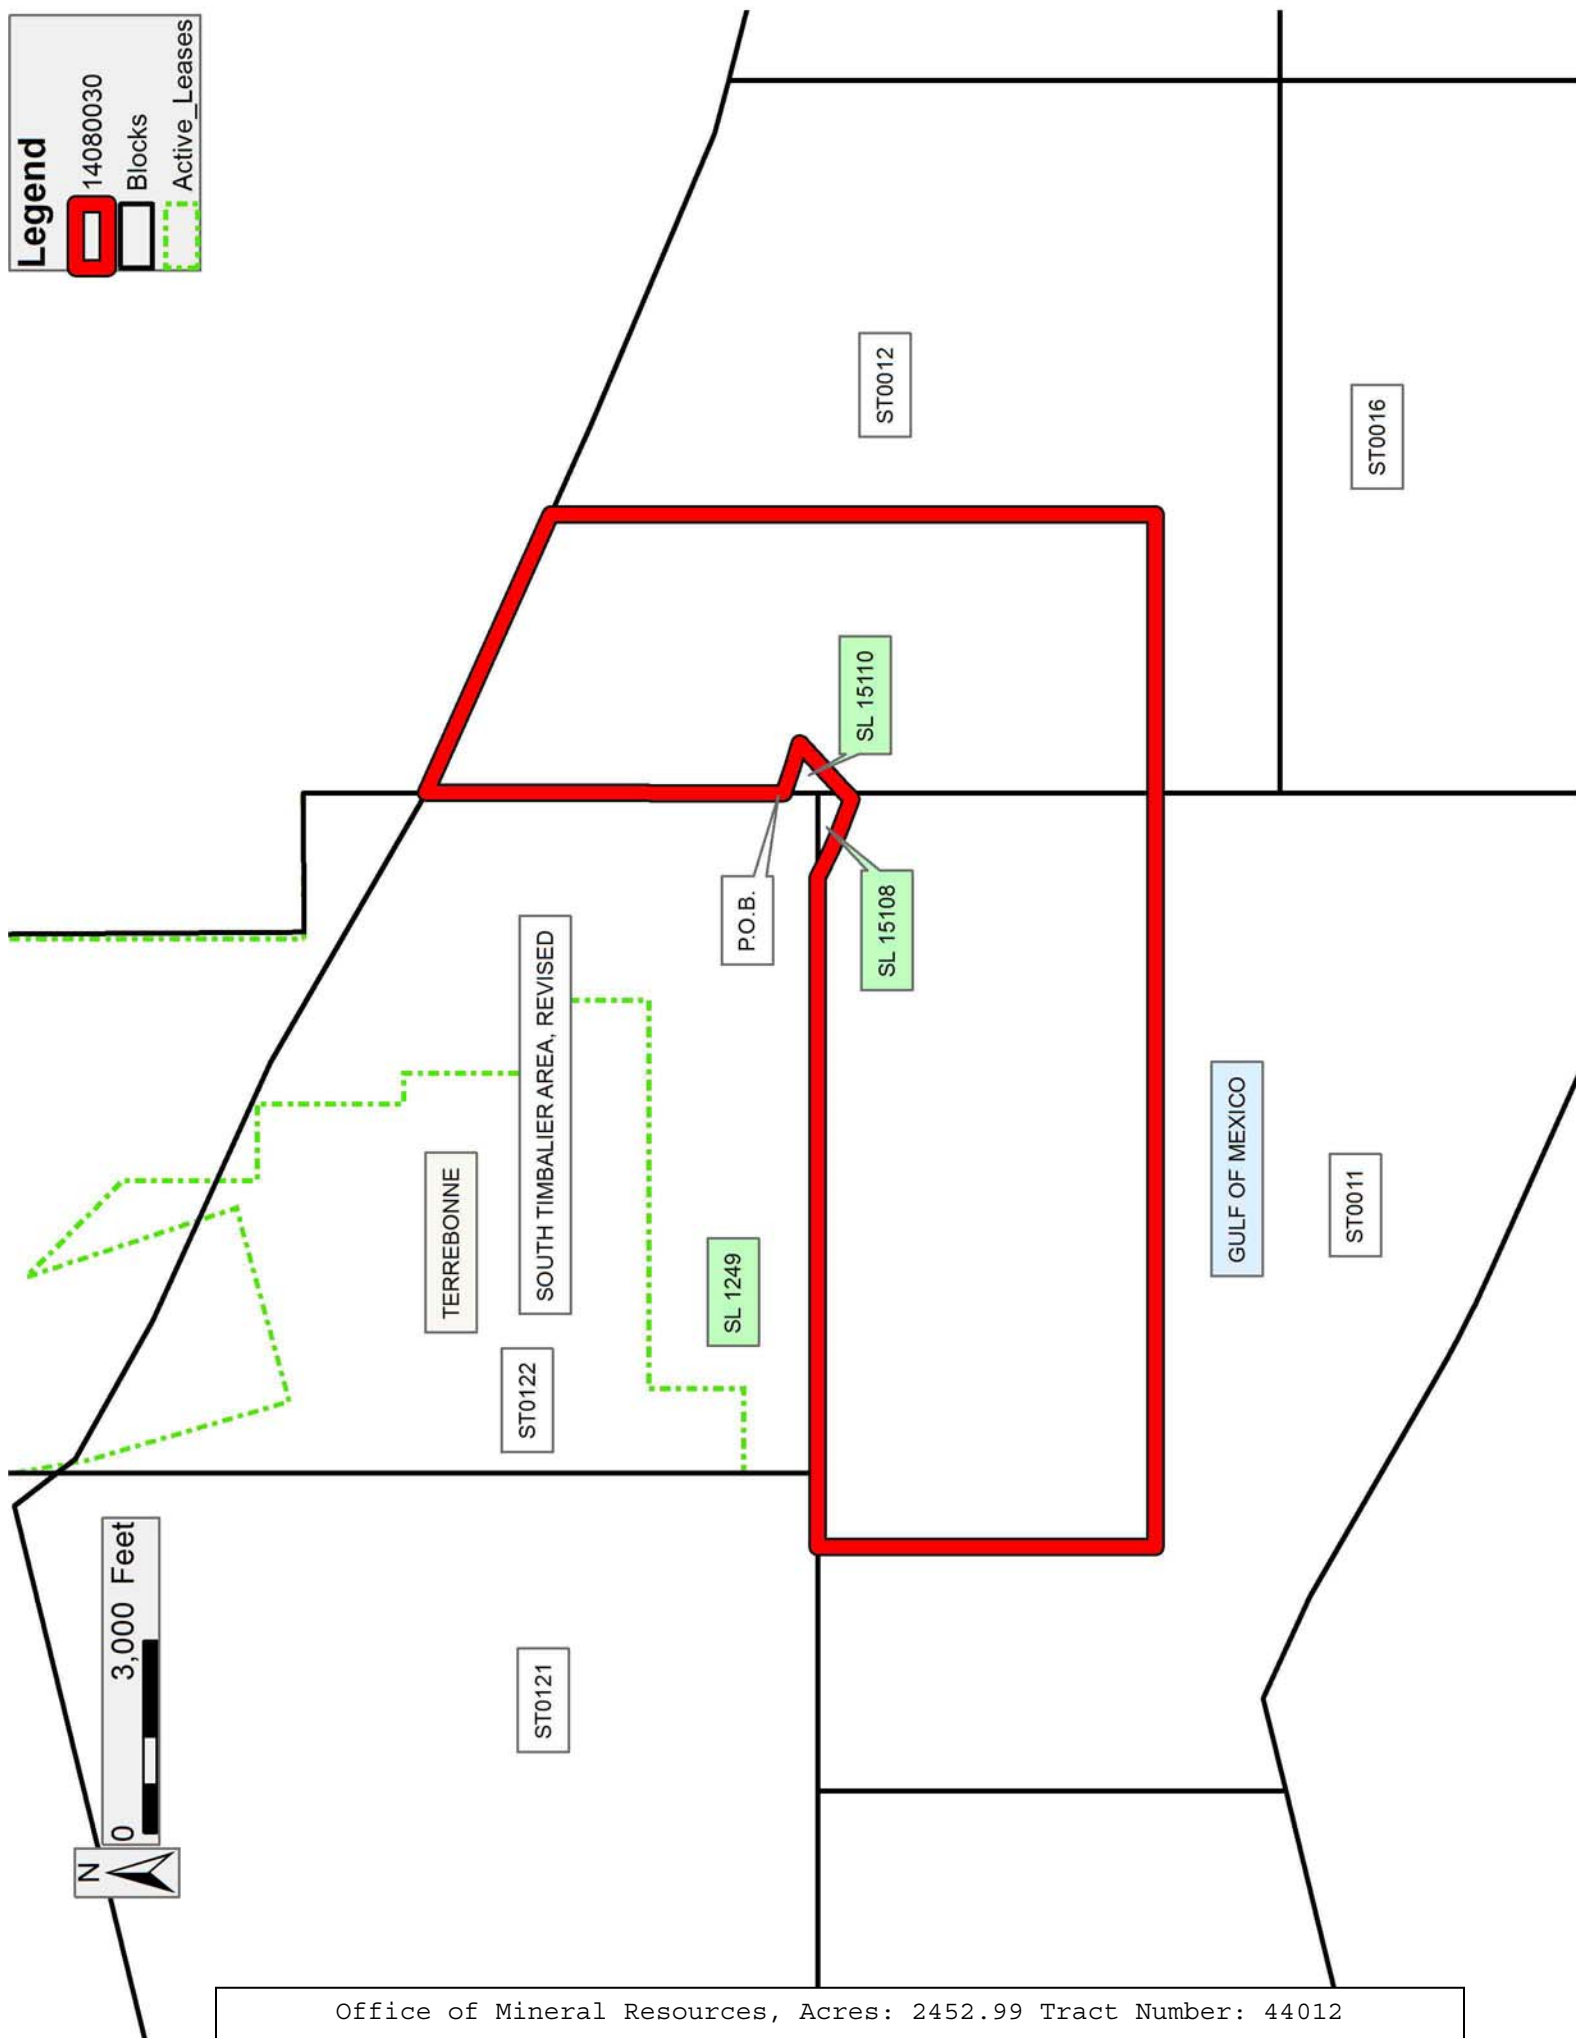 Legend
14080030
Blocks
Active_Leases
N
0 3,000 Feet
ST0121
ST0122
TERREBONNE
SOUTH TIMBALIER AREA, REVISED
SL 1249
P.O.B.
SL 15110
SL 15108
ST0012
ST0016
GULF OF MEXICO
ST0011
Office of Mineral Resources, Acres: 2452.99 Tract Number: 44012